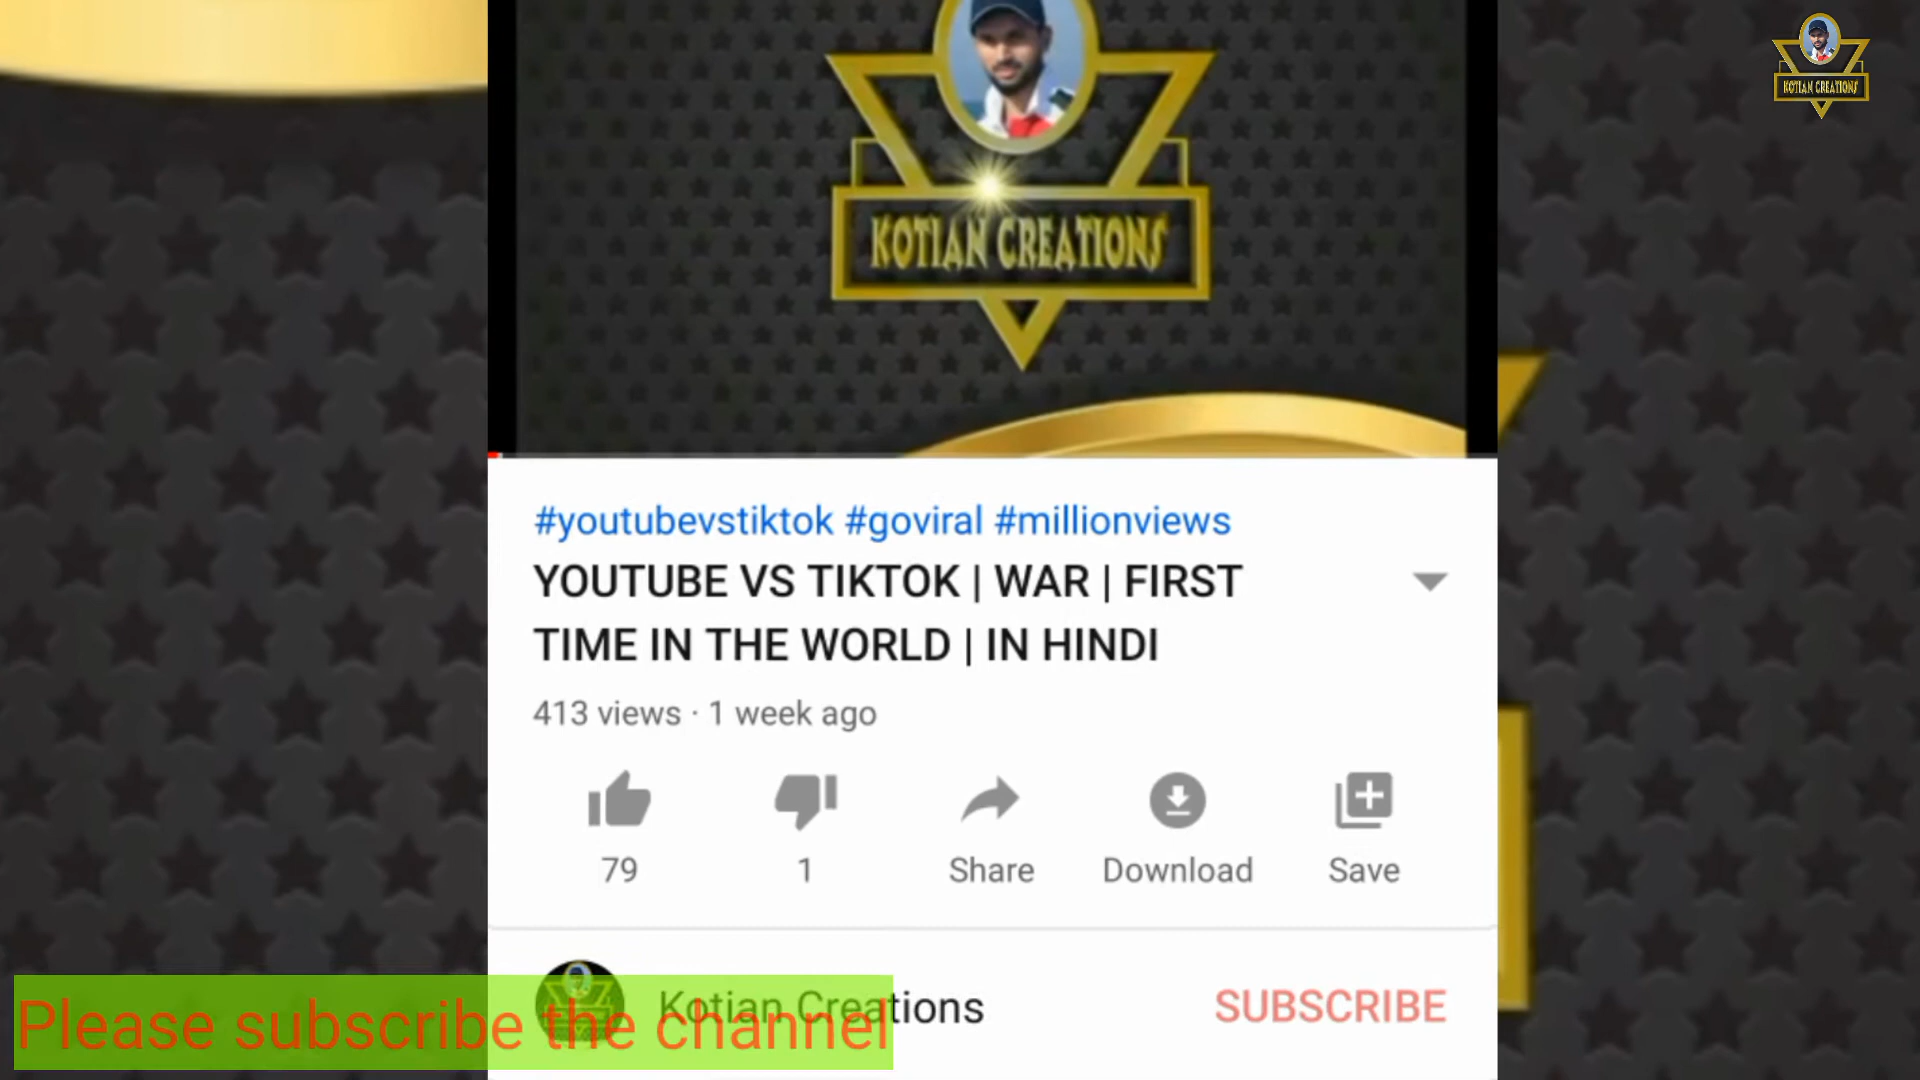 KOTIAN CREATIONS
KOTIAN CREATIONS
#youtubevstiktok #goviral #millionviews
YOUTUBE VS TIKTOK | WAR | FIRST
TIME IN THE WORLD | IN HINDI
413 views · 1 week ago
79 1 Share Download Save
Kotian Creations SUBSCRIBE
Please subscribe the channel